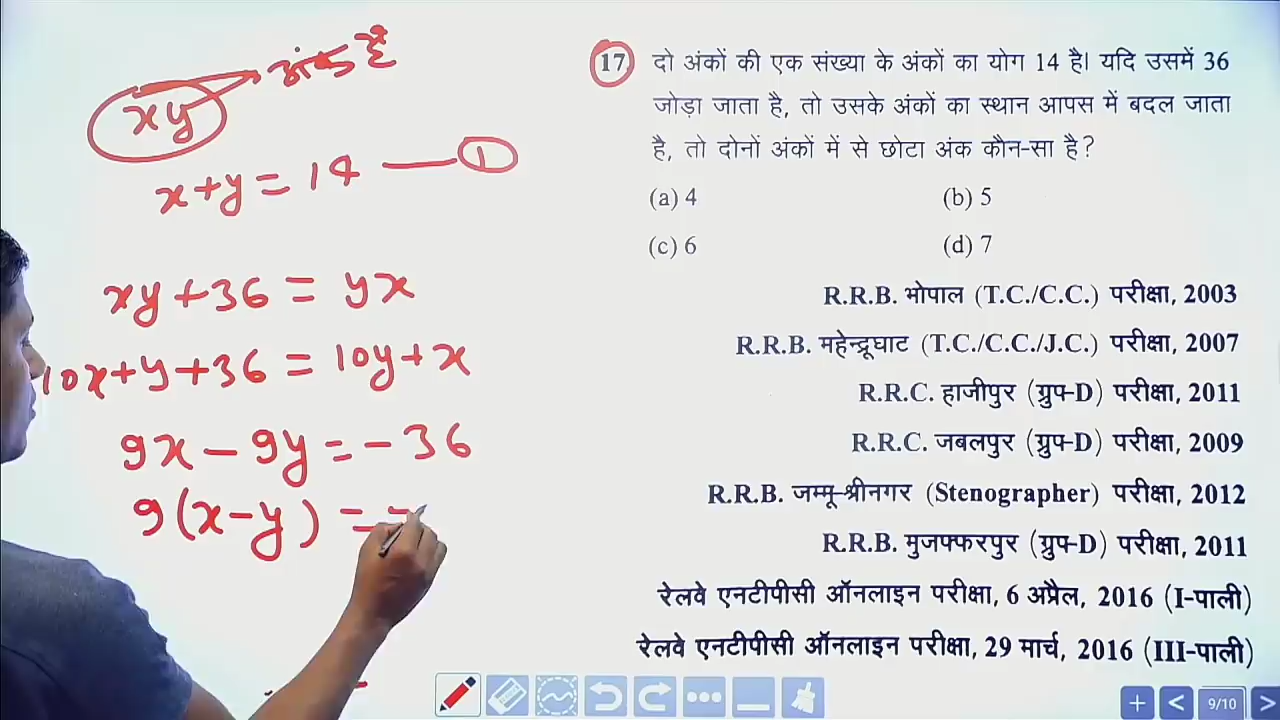 xy → अंक हैं
x+y = 14 — ①
xy+36 = yx
10x+y+36 = 10y+x
9x - 9y = - 36
9(x-y) = -
17 दो अंकों की एक संख्या के अंकों का योग 14 है। यदि उसमें 36
जोड़ा जाता है, तो उसके अंकों का स्थान आपस में बदल जाता
है, तो दोनों अंकों में से छोटा अंक कौन-सा है?
(a) 4 (b) 5
(c) 6 (d) 7
R.R.B. भोपाल (T.C./C.C.) परीक्षा, 2003
R.R.B. महेन्द्रूघाट (T.C./C.C./J.C.) परीक्षा, 2007
R.R.C. हाजीपुर (ग्रुप-D) परीक्षा, 2011
R.R.C. जबलपुर (ग्रुप-D) परीक्षा, 2009
R.R.B. जम्मू-श्रीनगर (Stenographer) परीक्षा, 2012
R.R.B. मुजफ्फरपुर (ग्रुप-D) परीक्षा, 2011
रेलवे एनटीपीसी ऑनलाइन परीक्षा, 6 अप्रैल, 2016 (I-पाली)
रेलवे एनटीपीसी ऑनलाइन परीक्षा, 29 मार्च, 2016 (III-पाली)
9/10